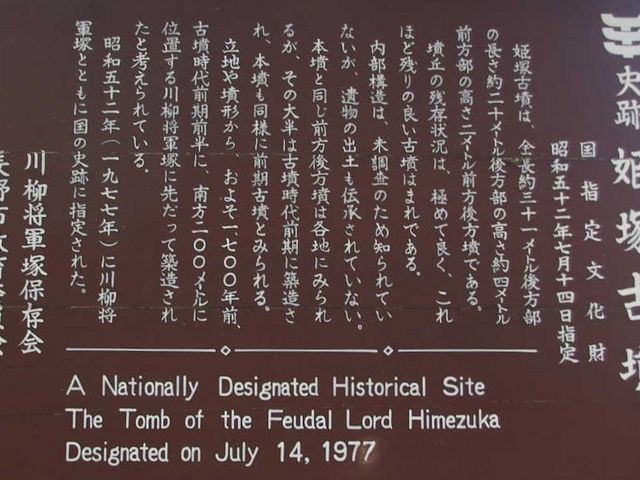 史跡 姫塚古墳
国指定文化財
昭和五十二年七月十四日指定
姫塚古墳は、全長約三十一メートル後方部
の長さ約二十メートル後方部の高さ約四メートル
前方部の高さ二メートル前方後方墳である。
墳丘の残存状況は、極めて良く、これ
ほど残りの良い古墳はまれである。
内部構造は、未調査のため知られてい
ないが、遺物の出土も伝承されていない。
本墳と同じ前方後方墳は各地にみられ
るが、その大半は古墳時代前期に築造さ
れ、本墳も同様に前期古墳とみられる。
立地や墳形から、およそ一七〇〇年前、
古墳時代前期前半に、南方二〇〇メートルに
位置する川柳将軍塚に先だって築造され
たと考えられている。
昭和五十二年(一九七七年)に川柳将
軍塚とともに国の史跡に指定された。
川柳将軍塚保存会
長野市教育委員会
A Nationally Designated Historical Site
The Tomb of the Feudal Lord Himezuka
Designated on July 14, 1977